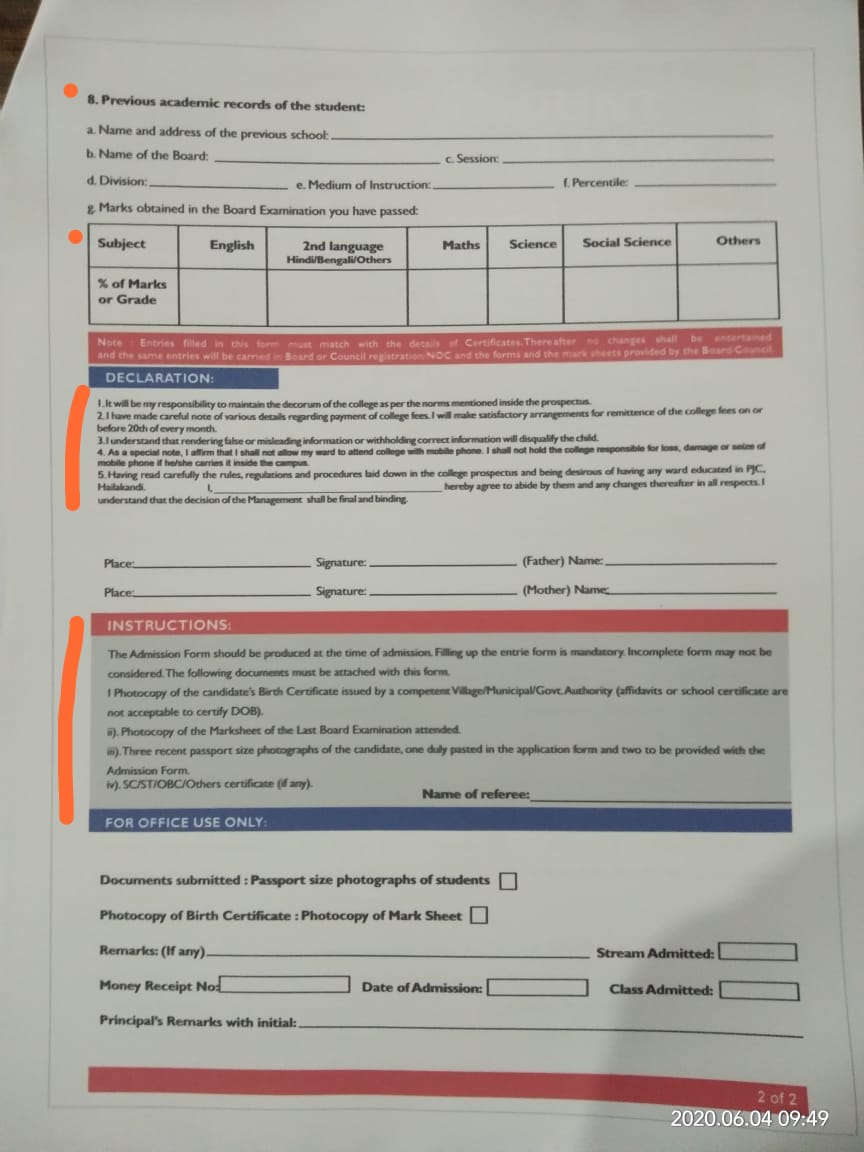 8. Previous academic records of the student:
a. Name and address of the previous school:
b. Name of the Board: c. Session:
d. Division: e. Medium of Instruction: f. Percentile:
g. Marks obtained in the Board Examination you have passed:
Subject English 2nd language Maths Science Social Science Others
Hindi/Bengali/Others
% of Marks
or Grade
Note : Entries filled in this form must match with the details of Certificates. Thereafter no changes shall be entertained
and the same entries will be carried in Board or Council registration NOC and the forms and the mark sheets provided by the Board/Council.
DECLARATION:
1. It will be my responsibility to maintain the decorum of the college as per the norms mentioned inside the prospectus.
2. I have made careful note of various details regarding payment of college fees. I will make satisfactory arrangements for remittence of the college fees on or
before 20th of every month.
3. I understand that rendering false or misleading information or withholding correct information will disqualify the child.
4. As a special note, I affirm that I shall not allow my ward to attend college with mobile phone. I shall not hold the college responsible for loss, damage or seize of
mobile phone if he/she carries it inside the campus.
5. Having read carefully the rules, regulations and procedures laid down in the college prospectus and being desirous of having any ward educated in PJC,
Hailakandi. I, hereby agree to abide by them and any changes thereafter in all respects. I
understand that the decision of the Management shall be final and binding.
Place: Signature: (Father) Name:
Place: Signature: (Mother) Name:
INSTRUCTIONS:
The Admission Form should be produced at the time of admission. Filling up the entrie form is mandatory. Incomplete form may not be
considered. The following documents must be attached with this form.
I Photocopy of the candidate's Birth Certificate issued by a competent Village/Municipal/Govt. Authority (affidavits or school certificate are
not acceptable to certify DOB).
ii). Photocopy of the Marksheet of the Last Board Examination attended.
iii). Three recent passport size photographs of the candidate, one duly pasted in the application form and two to be provided with the
Admission Form.
iv). SC/ST/OBC/Others certificate (if any).
Name of referee:
FOR OFFICE USE ONLY:
Documents submitted : Passport size photographs of students
Photocopy of Birth Certificate : Photocopy of Mark Sheet
Remarks: (If any) Stream Admitted:
Money Receipt No: Date of Admission: Class Admitted:
Principal's Remarks with initial:
2 of 2
2020.06.04 09:49